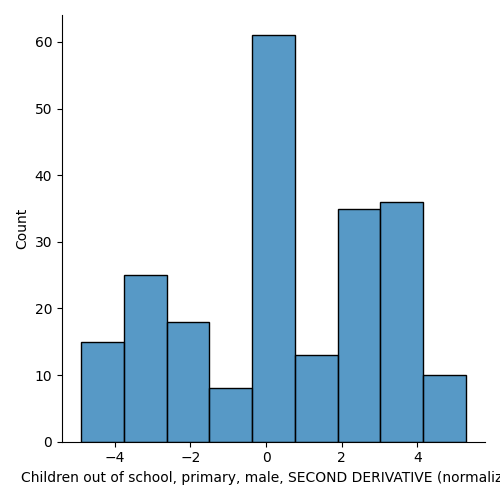 60
50
40
30
20
10
0
Count
−4 −2 0 2 4
Children out of school, primary, male, SECOND DERIVATIVE (normaliz